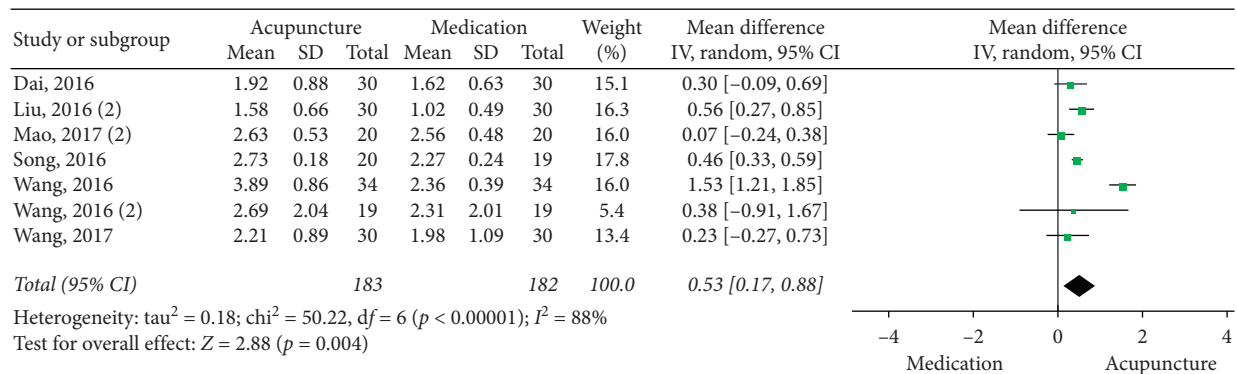 Study or subgroup Acupuncture Medication Weight (%) Mean difference IV, random, 95% CI Mean difference IV, random, 95% CI
Mean SD Total Mean SD Total
Dai, 2016 1.92 0.88 30 1.62 0.63 30 15.1 0.30 [–0.09, 0.69]
Liu, 2016 (2) 1.58 0.66 30 1.02 0.49 30 16.3 0.56 [0.27, 0.85]
Mao, 2017 (2) 2.63 0.53 20 2.56 0.48 20 16.0 0.07 [–0.24, 0.38]
Song, 2016 2.73 0.18 20 2.27 0.24 19 17.8 0.46 [0.33, 0.59]
Wang, 2016 3.89 0.86 34 2.36 0.39 34 16.0 1.53 [1.21, 1.85]
Wang, 2016 (2) 2.69 2.04 19 2.31 2.01 19 5.4 0.38 [–0.91, 1.67]
Wang, 2017 2.21 0.89 30 1.98 1.09 30 13.4 0.23 [–0.27, 0.73]
Total (95% CI) 183 182 100.0 0.53 [0.17, 0.88]
Heterogeneity: tau² = 0.18; chi² = 50.22, df = 6 (p < 0.00001); I² = 88%
Test for overall effect: Z = 2.88 (p = 0.004)
–4 –2 0 2 4
Medication Acupuncture